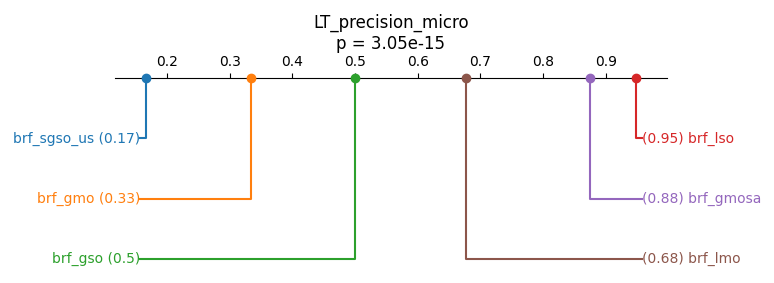 LT_precision_micro
p = 3.05e-15
0.2 0.3 0.4 0.5 0.6 0.7 0.8 0.9
brf_sgso_us (0.17) (0.95) brf_lso
brf_gmo (0.33) (0.88) brf_gmosa
brf_gso (0.5) (0.68) brf_lmo